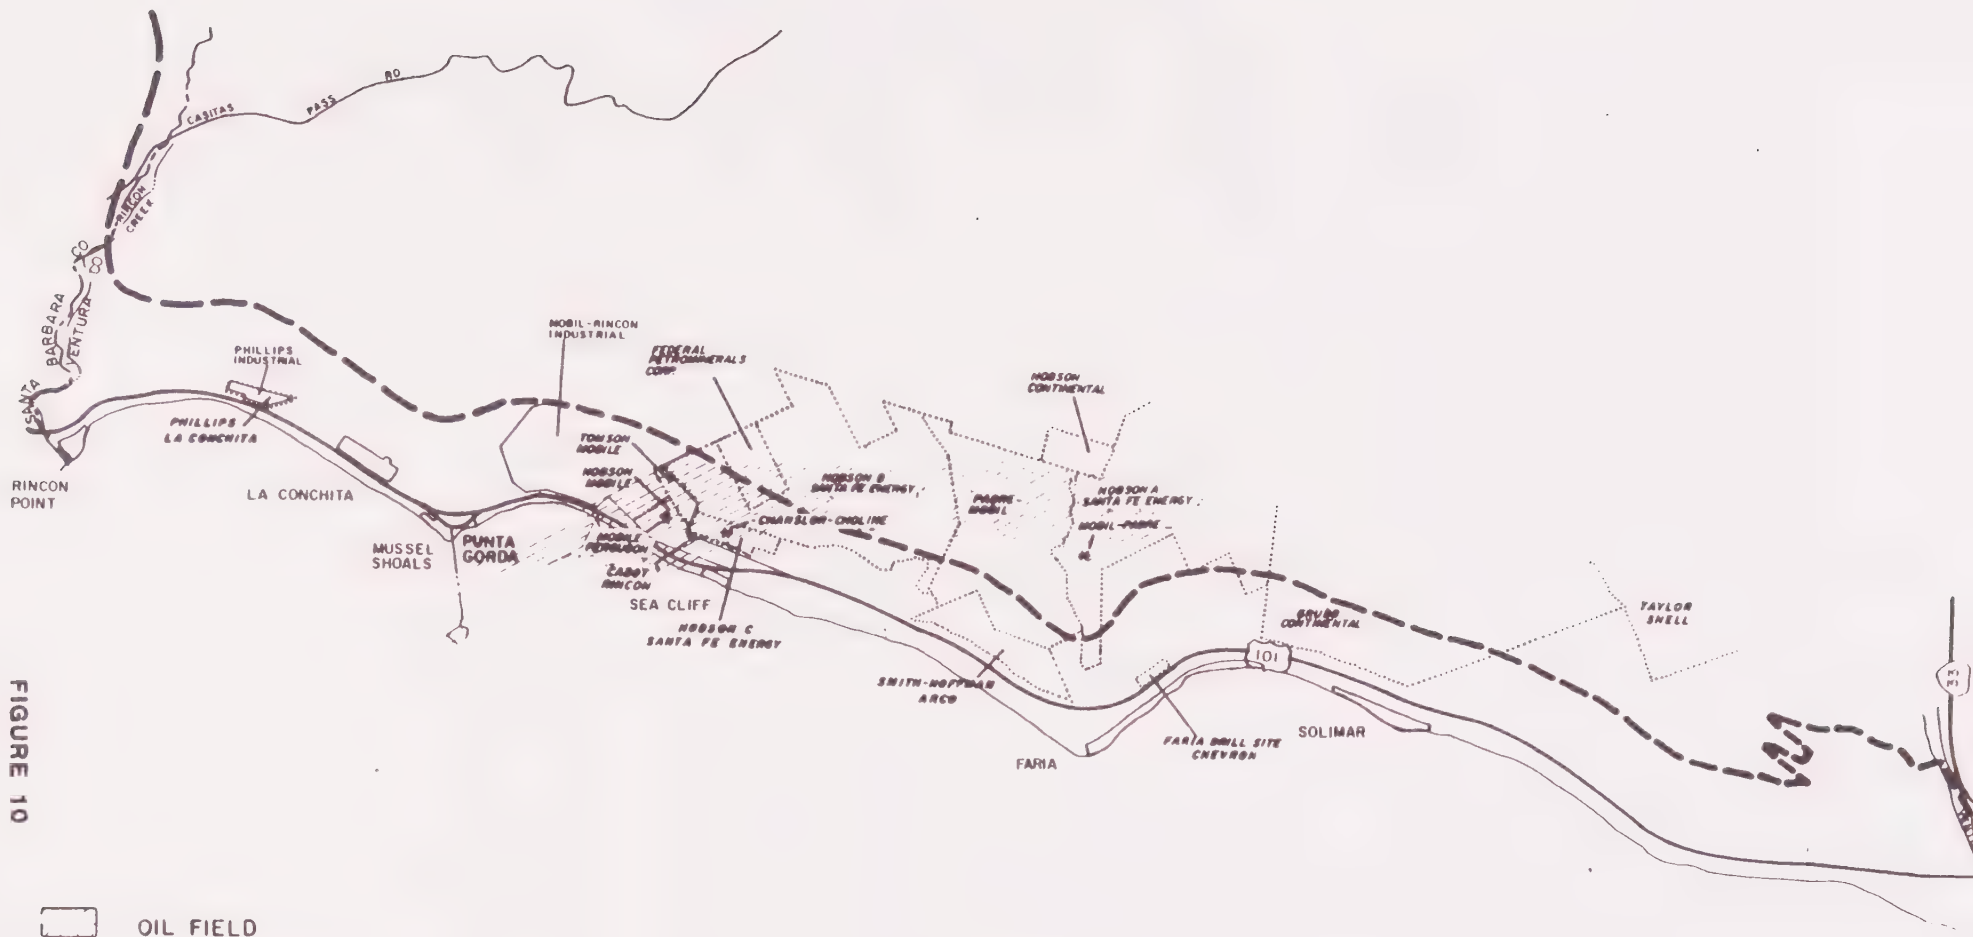 CASITAS PASS RD
RINCON
CREEK
CO
CO
SANTA BARBARA
VENTURA
RINCON
POINT
PHILLIPS
INDUSTRIAL
PHILLIPS
LA CONCHITA
LA CONCHITA
MUSSEL
SHOALS
PUNTA
GORDA
MOBIL-RINCON
INDUSTRIAL
FEDERAL
PETROMINERALS
CORP.
TOMSON
MOBILE
HOBSON
MOBILE
MOBILE
FERGUSON
CABOT
RINCON
SEA CLIFF
HOBSON C
SANTA FE ENERGY
CHANSLOR-CHOLINE
HOBSON B
SANTA FE ENERGY
PADRE
MOBIL
HOBSON
CONTINENTAL
HOBSON A
SANTA FE ENERGY
MOBIL-PADRE
SMITH-HOFFMAN
ARCO
FARIA
FARIA DRILL SITE
CHEVRON
101
SOLIMAR
GRUBB
CONTINENTAL
TAYLOR
SHELL
33
FIGURE 10
OIL FIELD